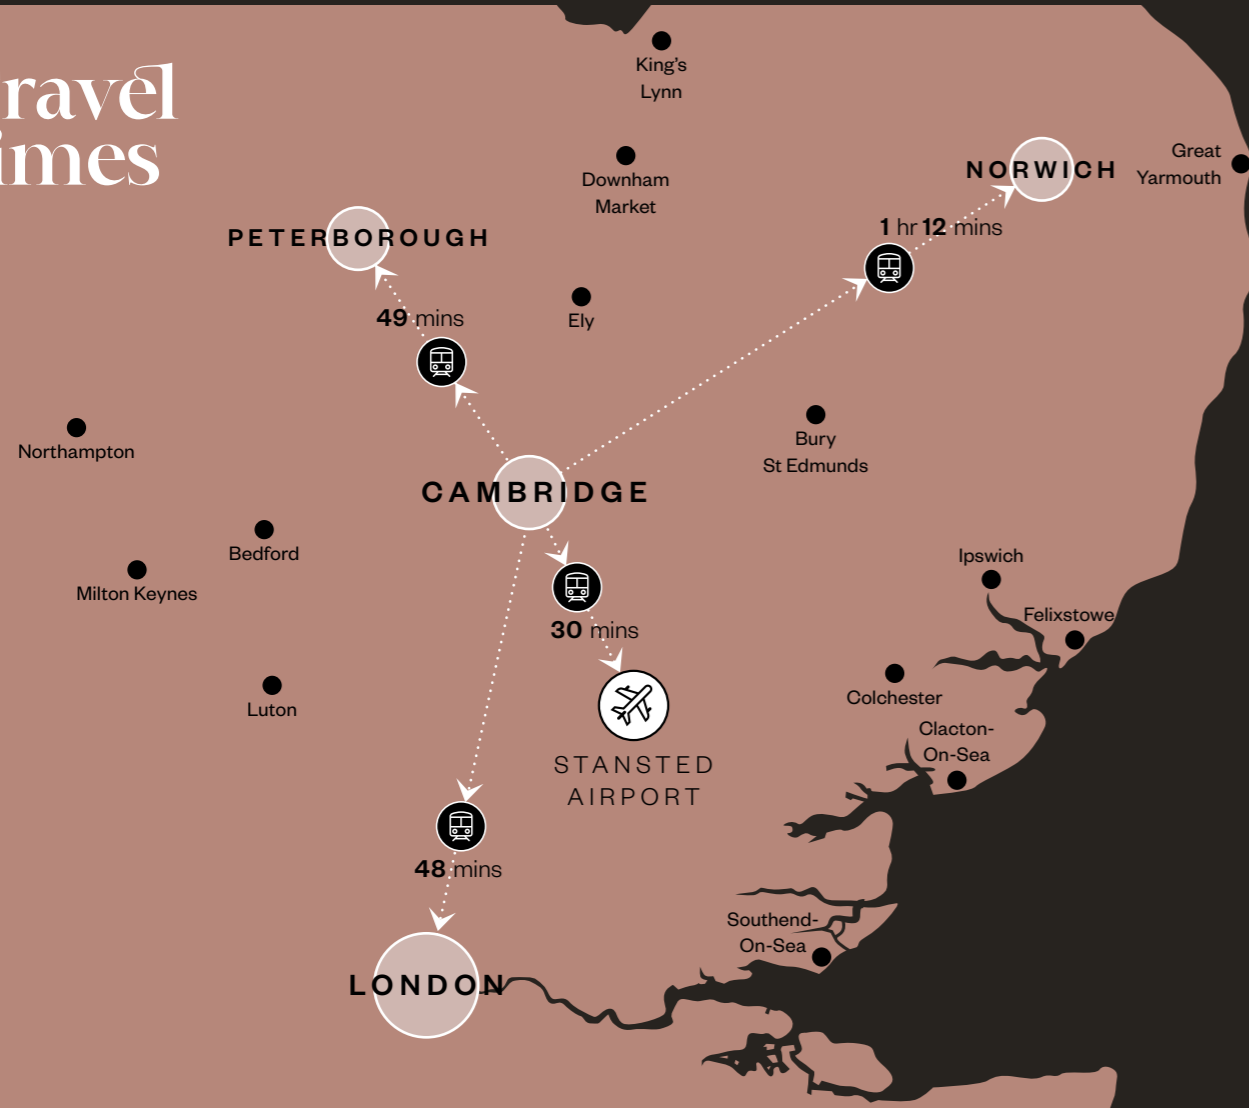 ravel
imes
King's
Lynn
Downham
Market
NORWICH
Great
Yarmouth
1 hr 12 mins
PETERBOROUGH
49 mins
Ely
Northampton
Bury
St Edmunds
CAMBRIDGE
Bedford
Milton Keynes
Ipswich
Felixstowe
30 mins
Luton
Colchester
Clacton-
On-Sea
STANSTED
AIRPORT
48 mins
Southend-
On-Sea
LONDON